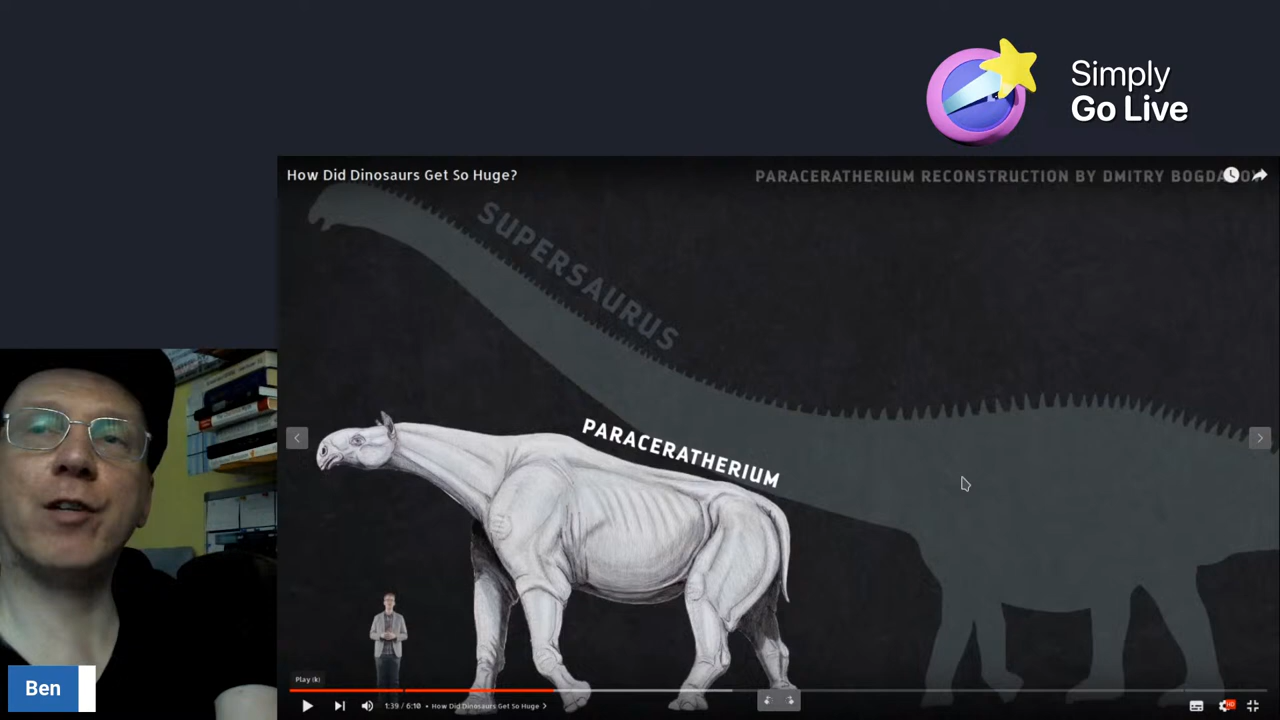 Simply
Go Live
How Did Dinosaurs Get So Huge?
PARACERATHERIUM RECONSTRUCTION BY DMITRY
SUPERSAURUS
PARACERATHERIUM
Ben
Play (k)
1:39 / 6:10 • How Did Dinosaurs Get So Huge